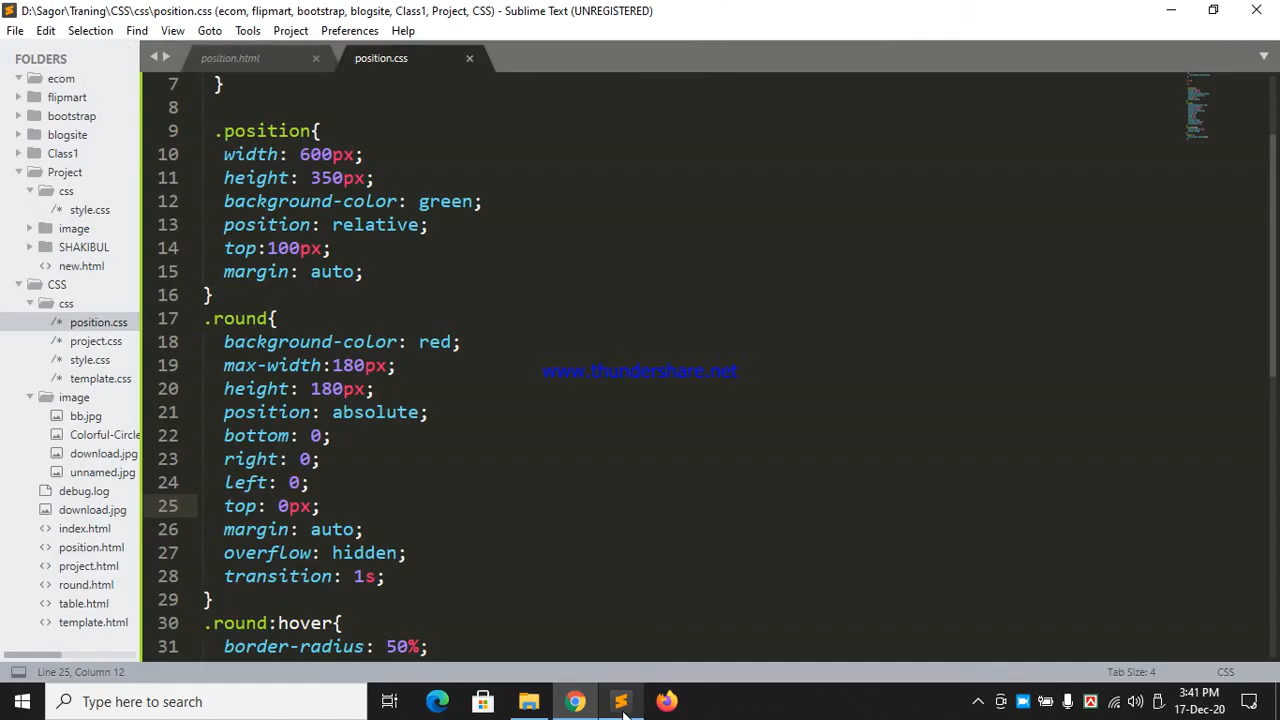 D:\Sagor\Traning\CSS\css\position.css (ecom, flipmart, bootstrap, blogsite, Class1, Project, CSS) - Sublime Text (UNREGISTERED)
File Edit Selection Find View Goto Tools Project Preferences Help
FOLDERS
ecom
flipmart
bootstrap
blogsite
Class1
Project
css
/* style.css
image
SHAKIBUL
<> new.html
CSS
css
/* position.css
/* project.css
/* style.css
/* template.css
image
bb.jpg
Colorful-Circle
download.jpg
unnamed.jpg
debug.log
download.jpg
<> index.html
<> position.html
<> project.html
<> round.html
<> table.html
<> template.html
position.html × position.css ×
7 }
8
9 .position{
10 width: 600px;
11 height: 350px;
12 background-color: green;
13 position: relative;
14 top:100px;
15 margin: auto;
16 }
17 .round{
18 background-color: red;
19 max-width:180px;
20 height: 180px;
21 position: absolute;
22 bottom: 0;
23 right: 0;
24 left: 0;
25 top: 0px;
26 margin: auto;
27 overflow: hidden;
28 transition: 1s;
29 }
30 .round:hover{
31 border-radius: 50%;
www.thundershare.net
Line 25, Column 12 Tab Size: 4 CSS
Type here to search
3:41 PM
17-Dec-20